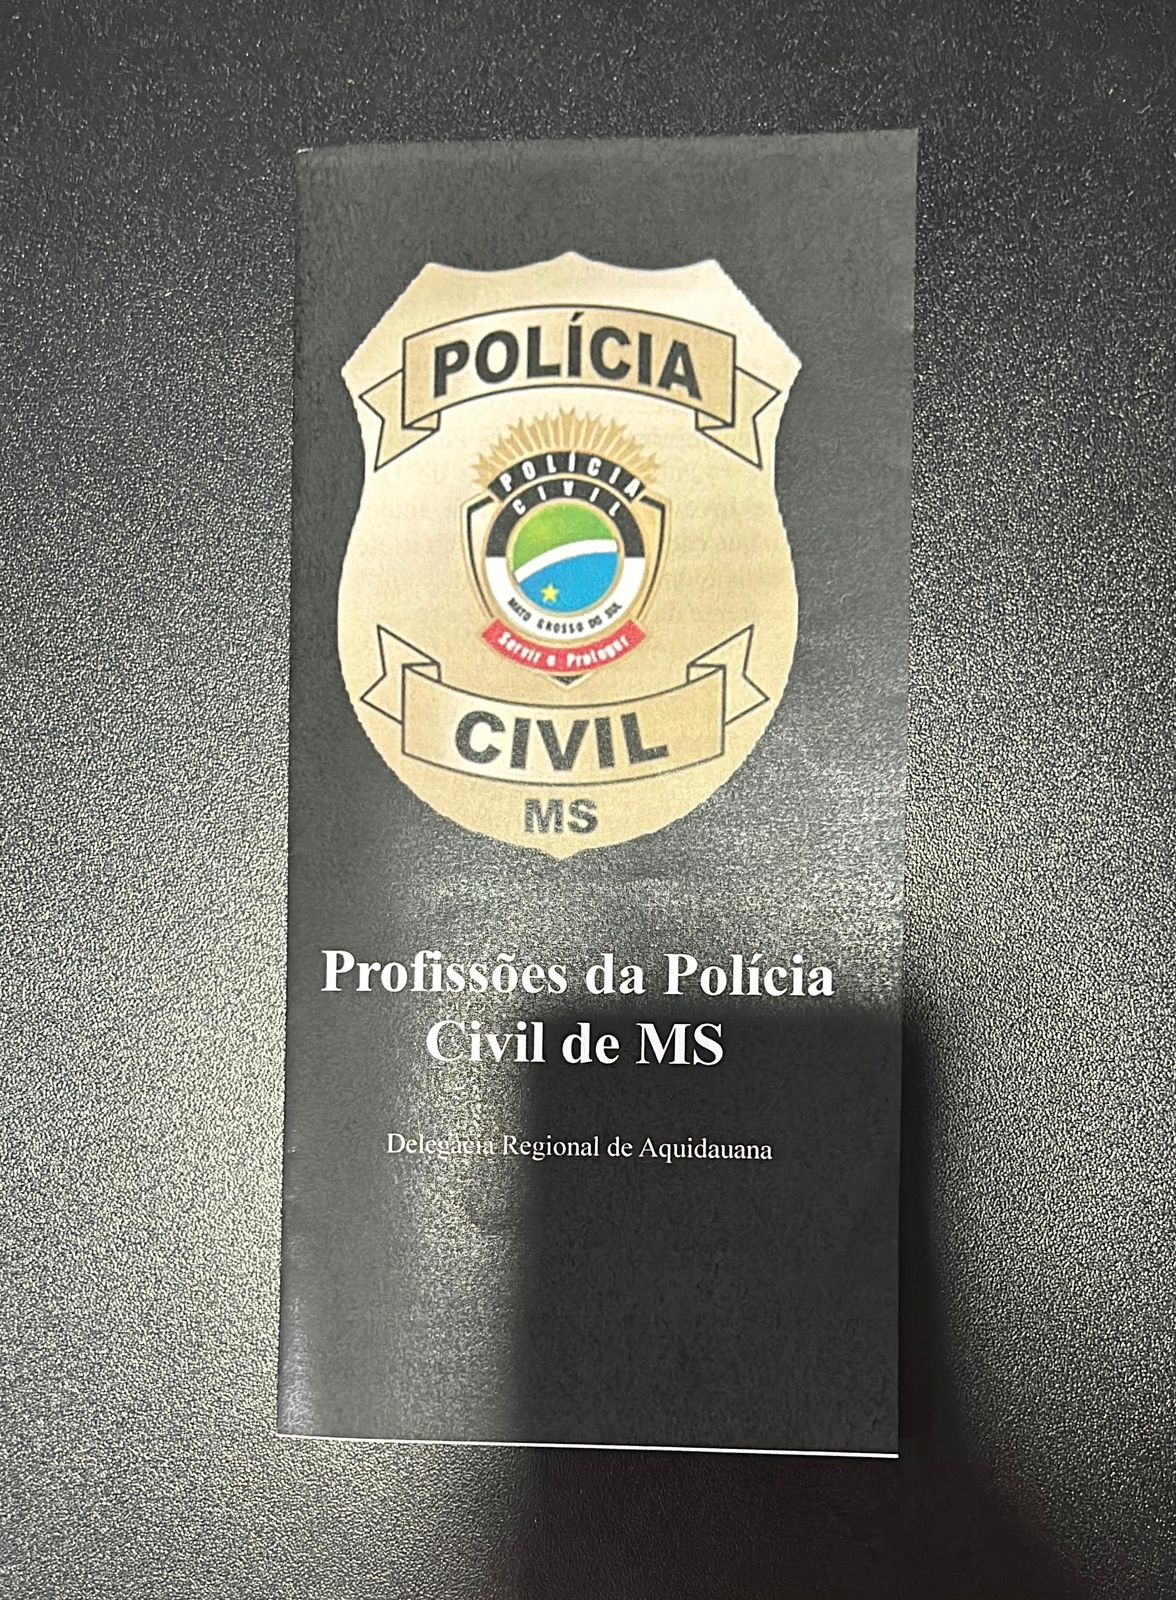 POLÍCIA
POLÍCIA
CIVIL
MATO GROSSO DO SUL
Servir e Proteger
CIVIL
MS
Profissões da Polícia
Civil de MS
Delegacia Regional de Aquidauana